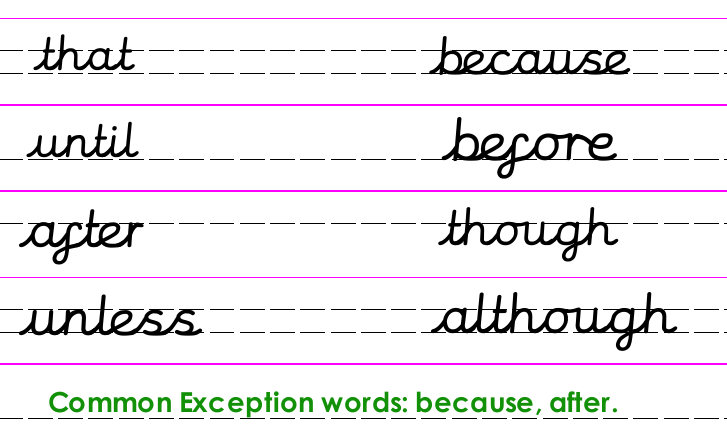 that because
until before
after though
unless although
Common Exception words: because, after.